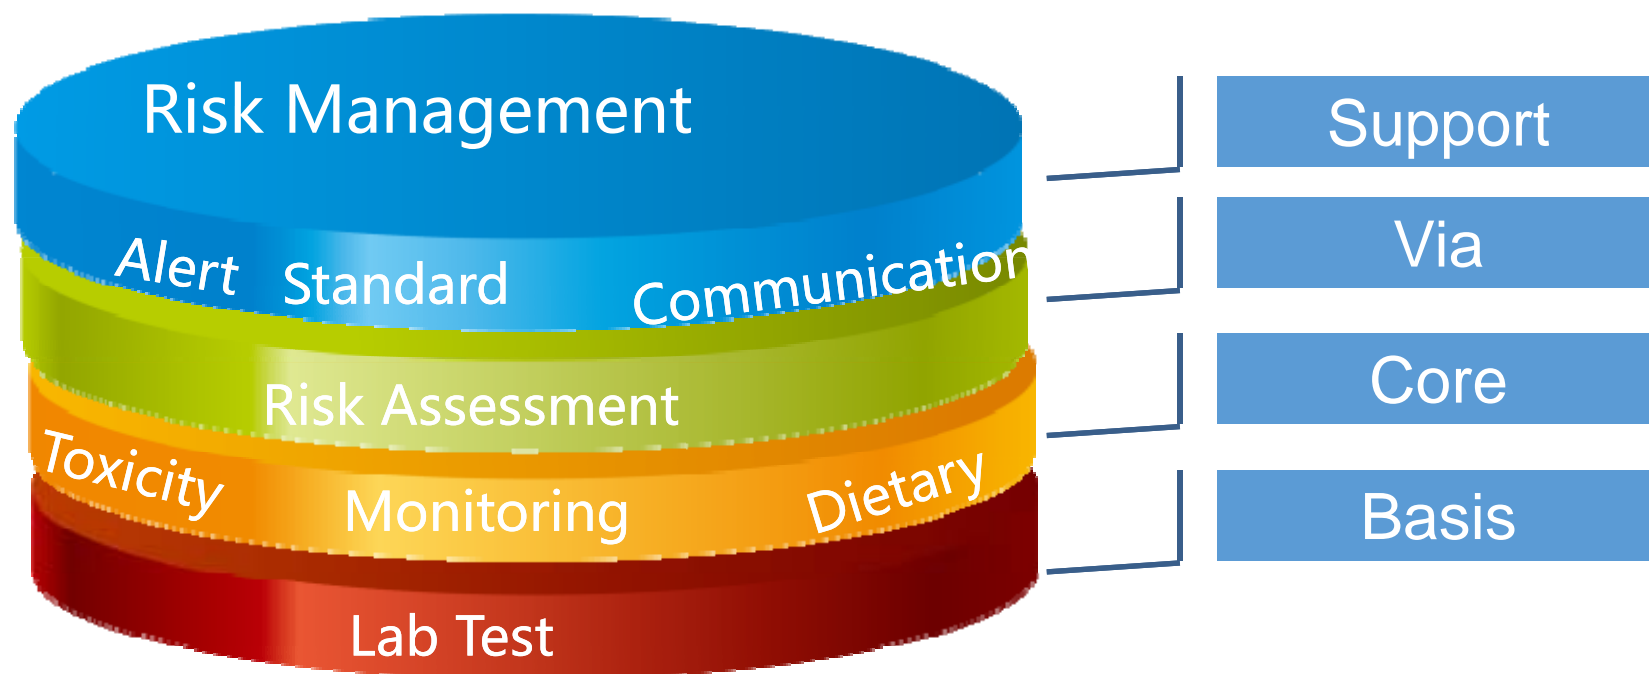 Risk Management
Support
Alert Standard Communication
Via
Risk Assessment
Core
Toxicity Monitoring Dietary
Basis
Lab Test